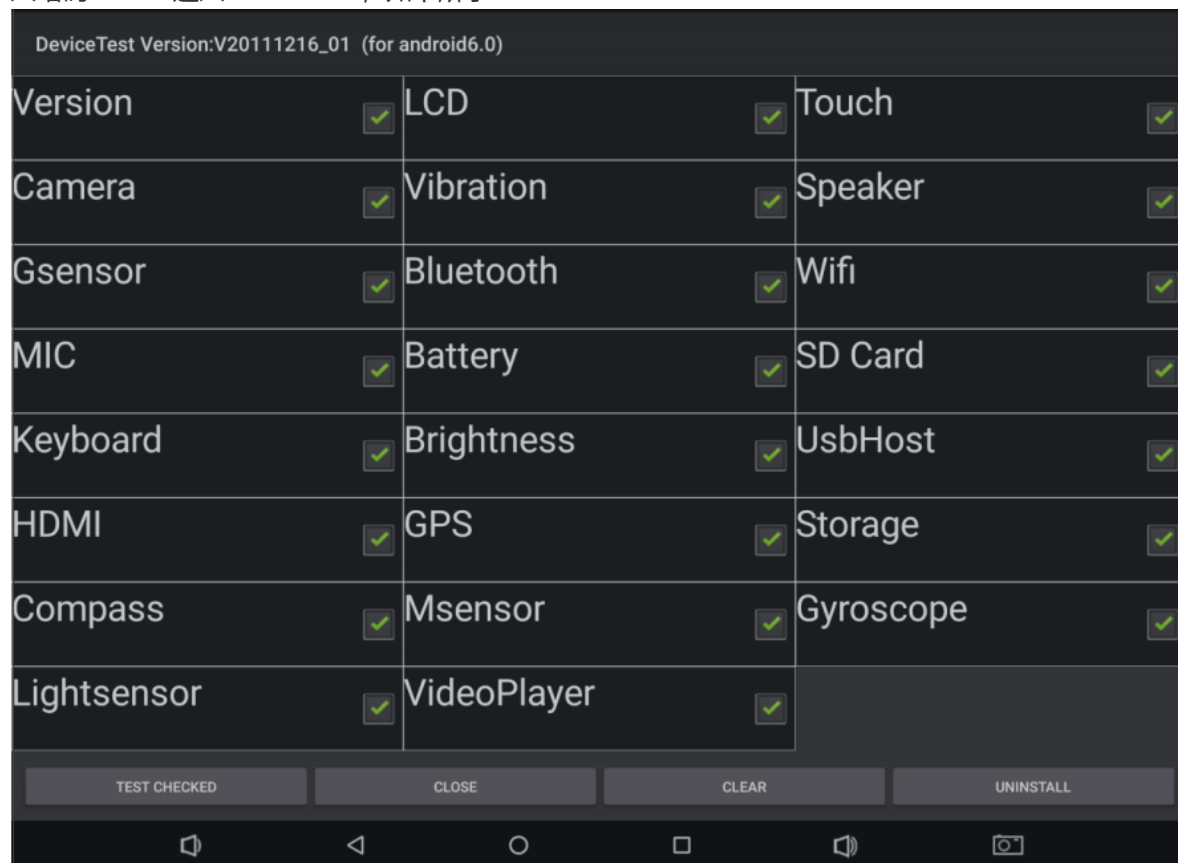 DeviceTest Version:V20111216_01 (for android6.0)
Version LCD Touch
Camera Vibration Speaker
Gsensor Bluetooth Wifi
MIC Battery SD Card
Keyboard Brightness UsbHost
HDMI GPS Storage
Compass Msensor Gyroscope
Lightsensor VideoPlayer
TEST CHECKED CLOSE CLEAR UNINSTALL